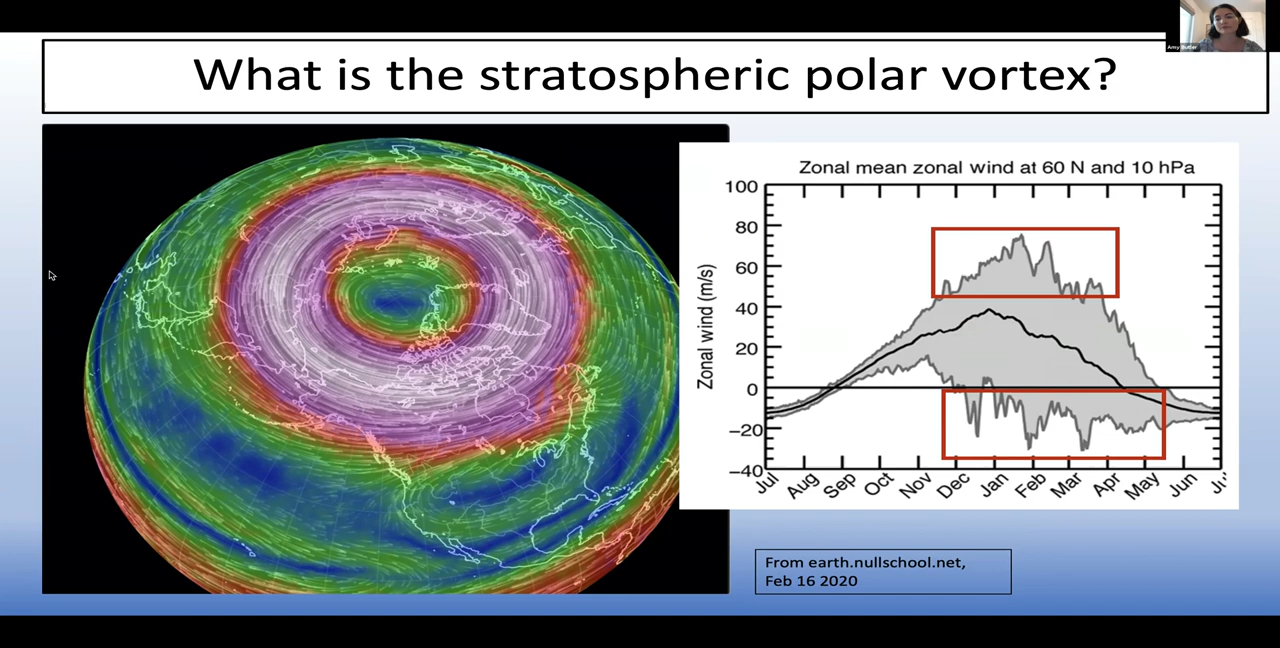 Amy Butler
What is the stratospheric polar vortex?
Zonal mean zonal wind at 60 N and 10 hPa
Zonal wind (m/s)
100
80
60
40
20
0
−20
−40
Jul
Aug
Sep
Oct
Nov
Dec
Jan
Feb
Mar
Apr
May
Jun
From earth.nullschool.net,
Feb 16 2020